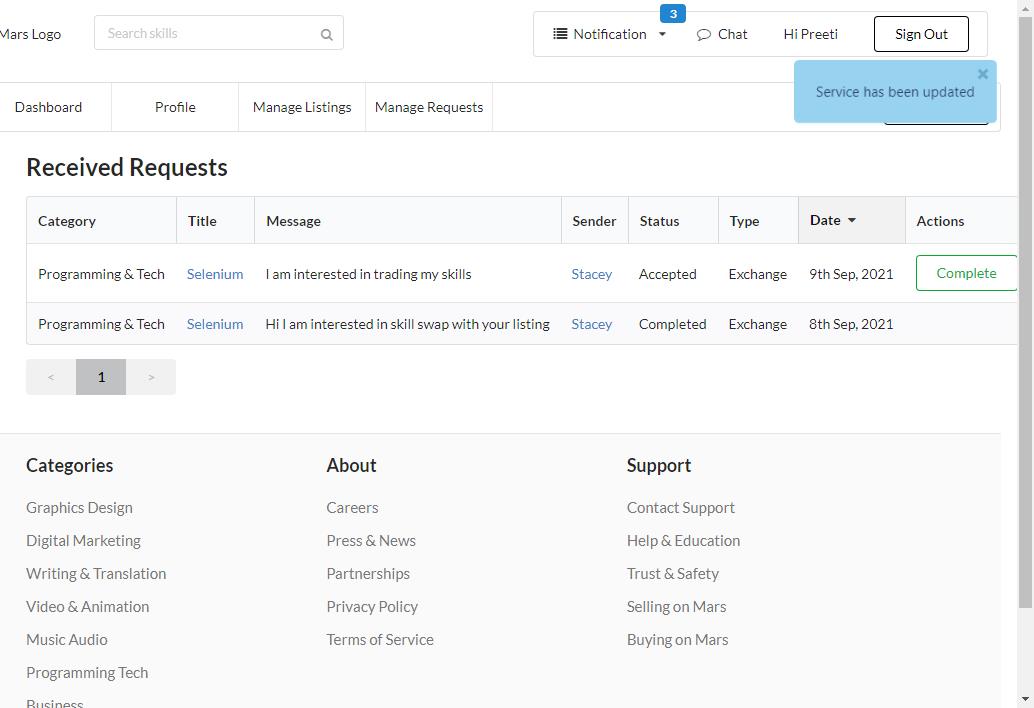 3
Mars Logo Search skills Notification Chat Hi Preeti Sign Out
Service has been updated
Dashboard Profile Manage Listings Manage Requests
Received Requests
Category Title Message Sender Status Type Date Actions
Programming & Tech Selenium I am interested in trading my skills Stacey Accepted Exchange 9th Sep, 2021 Complete
Programming & Tech Selenium Hi I am interested in skill swap with your listing Stacey Completed Exchange 8th Sep, 2021
< 1 >
Categories About Support
Graphics Design Careers Contact Support
Digital Marketing Press & News Help & Education
Writing & Translation Partnerships Trust & Safety
Video & Animation Privacy Policy Selling on Mars
Music Audio Terms of Service Buying on Mars
Programming Tech
Business